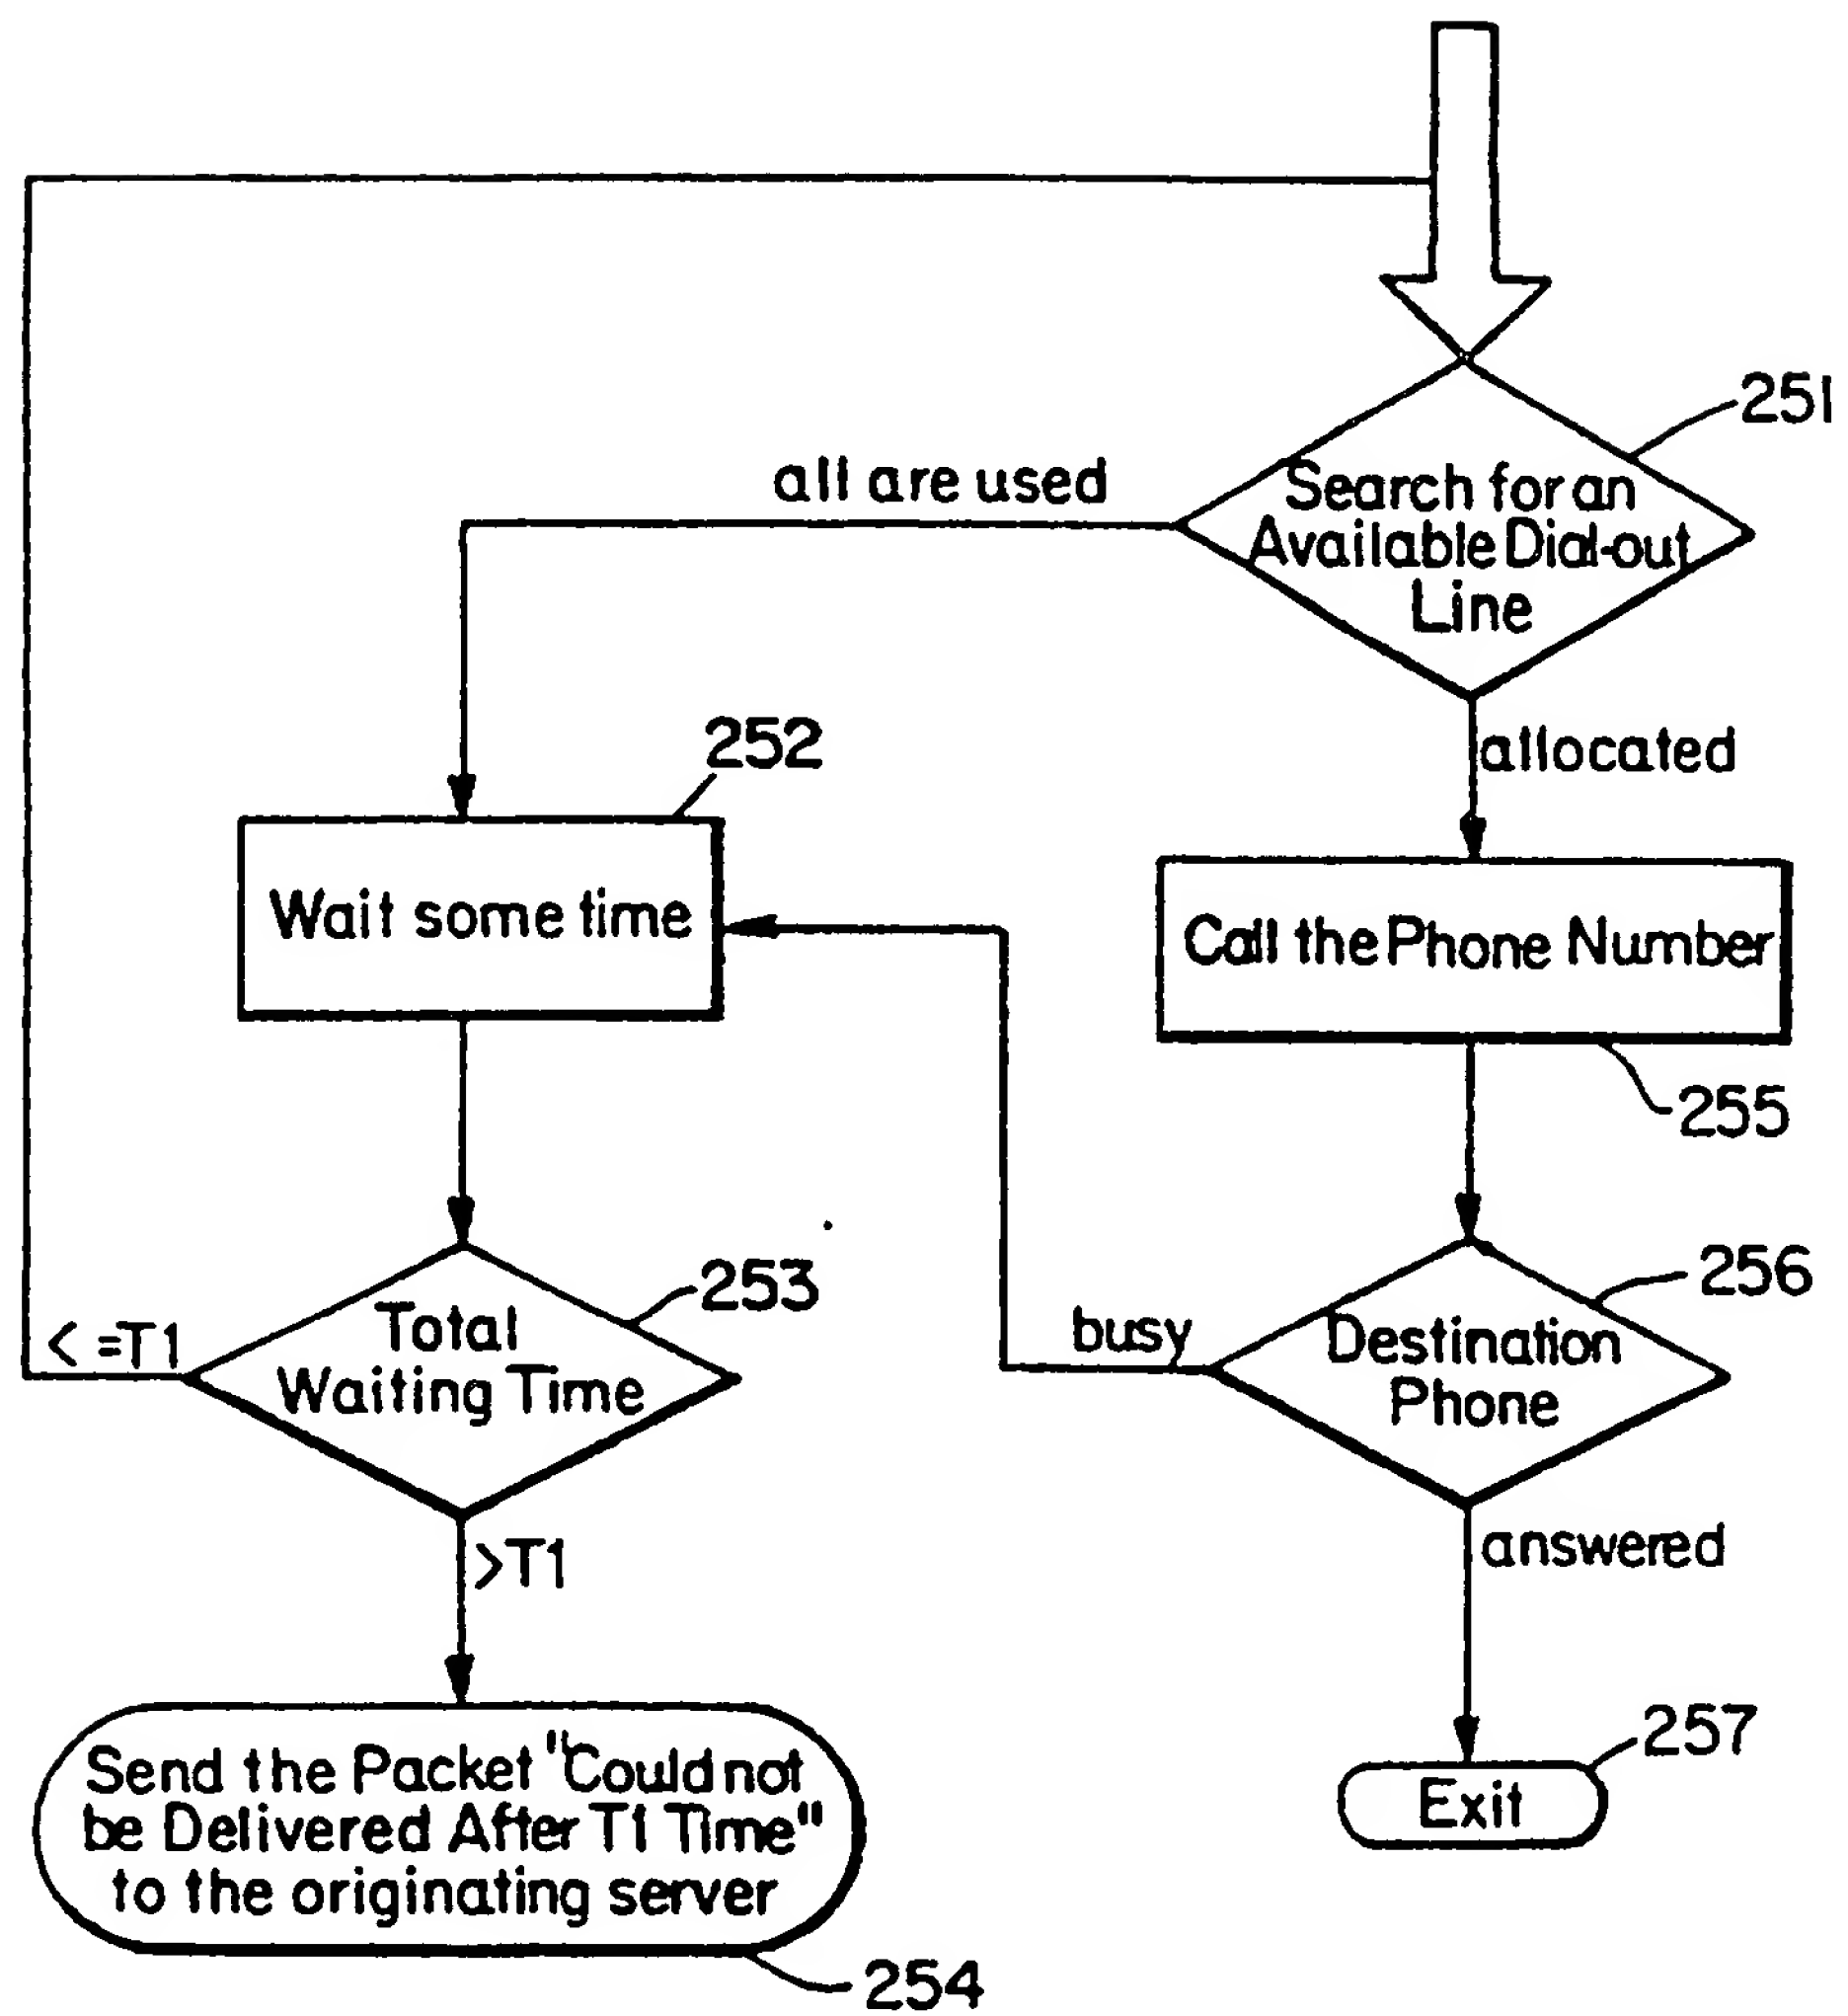 251
all are used
Search for an
Available Dial-out
Line
252
allocated
Wait some time
Call the Phone Number
255
253
256
< =T1
Total
Waiting Time
busy
Destination
Phone
>T1
answered
257
Send the Packet "Could not
be Delivered After T1 Time"
to the originating server
Exit
254